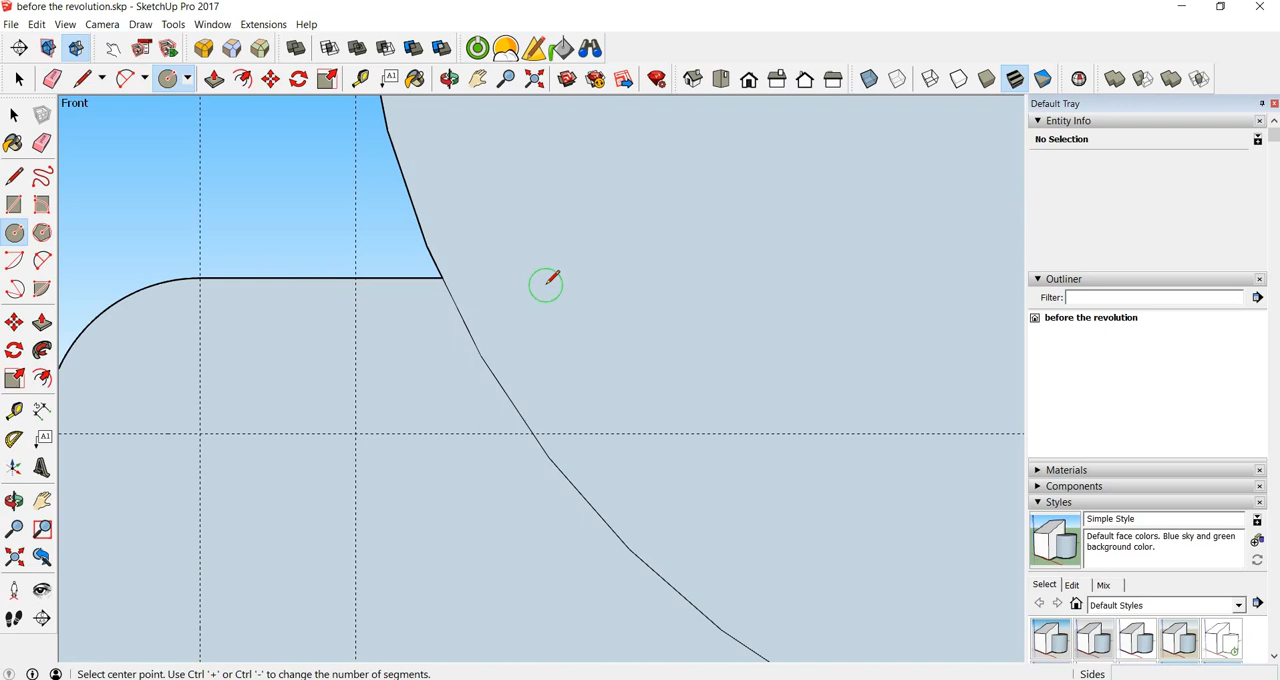 before the revolution.skp - SketchUp Pro 2017
File Edit View Camera Draw Tools Window Extensions Help
A1
Front
Default Tray
Entity Info
No Selection
A1
Outliner
Filter:
before the revolution
Materials
Components
Styles
Simple Style
Default face colors. Blue sky and green
background color.
Select Edit Mix
Default Styles
Select center point. Use Ctrl '+' or Ctrl '-' to change the number of segments.
Sides